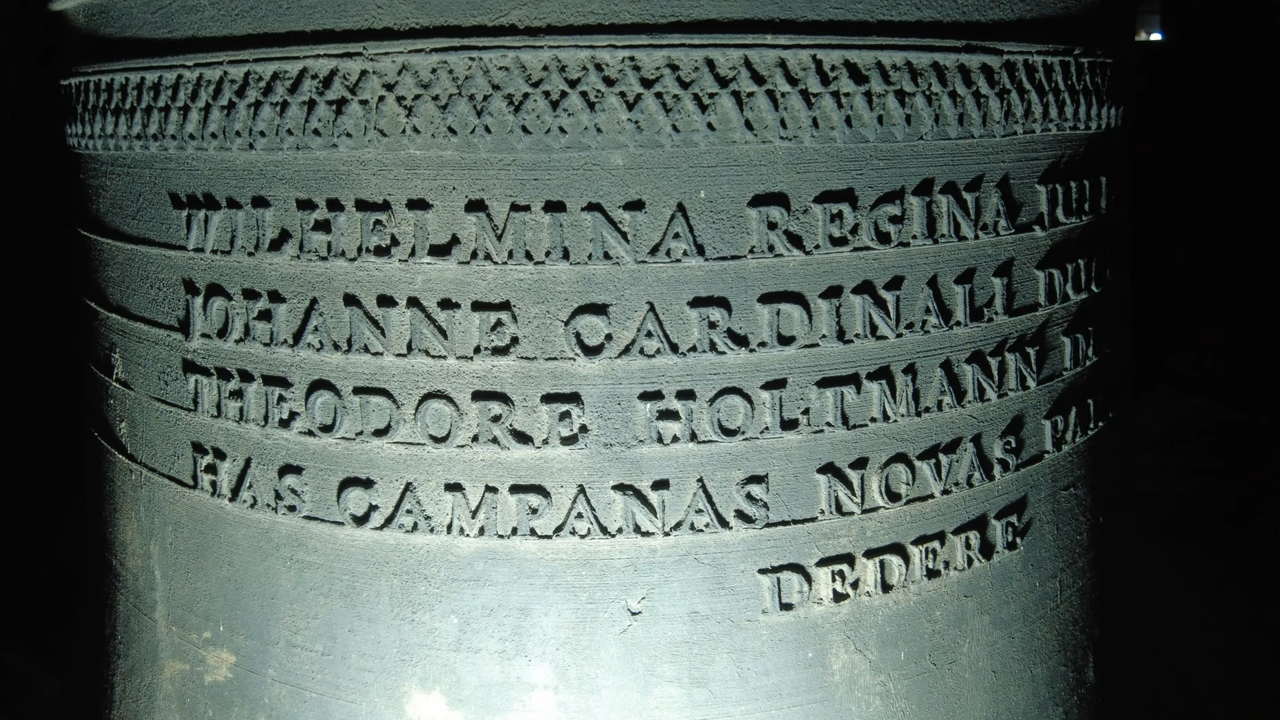 WILHELMINA REGINA
JOHANNE CARDINALI
THEODORE HOLTMANN
HAS CAMPANAS NOVAS
DEDERE